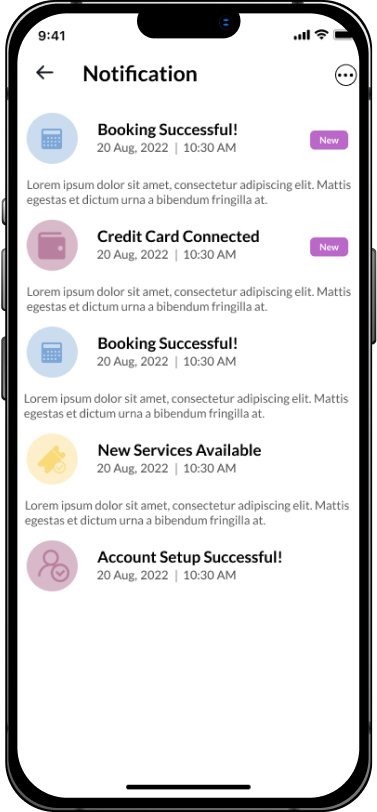 9:41
Notification
Booking Successful!
20 Aug, 2022 | 10:30 AM
New
Lorem ipsum dolor sit amet, consectetur adipiscing elit. Mattis
egestas et dictum urna a bibendum fringilla at.
Credit Card Connected
20 Aug, 2022 | 10:30 AM
New
Lorem ipsum dolor sit amet, consectetur adipiscing elit. Mattis
egestas et dictum urna a bibendum fringilla at.
Booking Successful!
20 Aug, 2022 | 10:30 AM
Lorem ipsum dolor sit amet, consectetur adipiscing elit. Mattis
egestas et dictum urna a bibendum fringilla at.
New Services Available
20 Aug, 2022 | 10:30 AM
Lorem ipsum dolor sit amet, consectetur adipiscing elit. Mattis
egestas et dictum urna a bibendum fringilla at.
Account Setup Successful!
20 Aug, 2022 | 10:30 AM